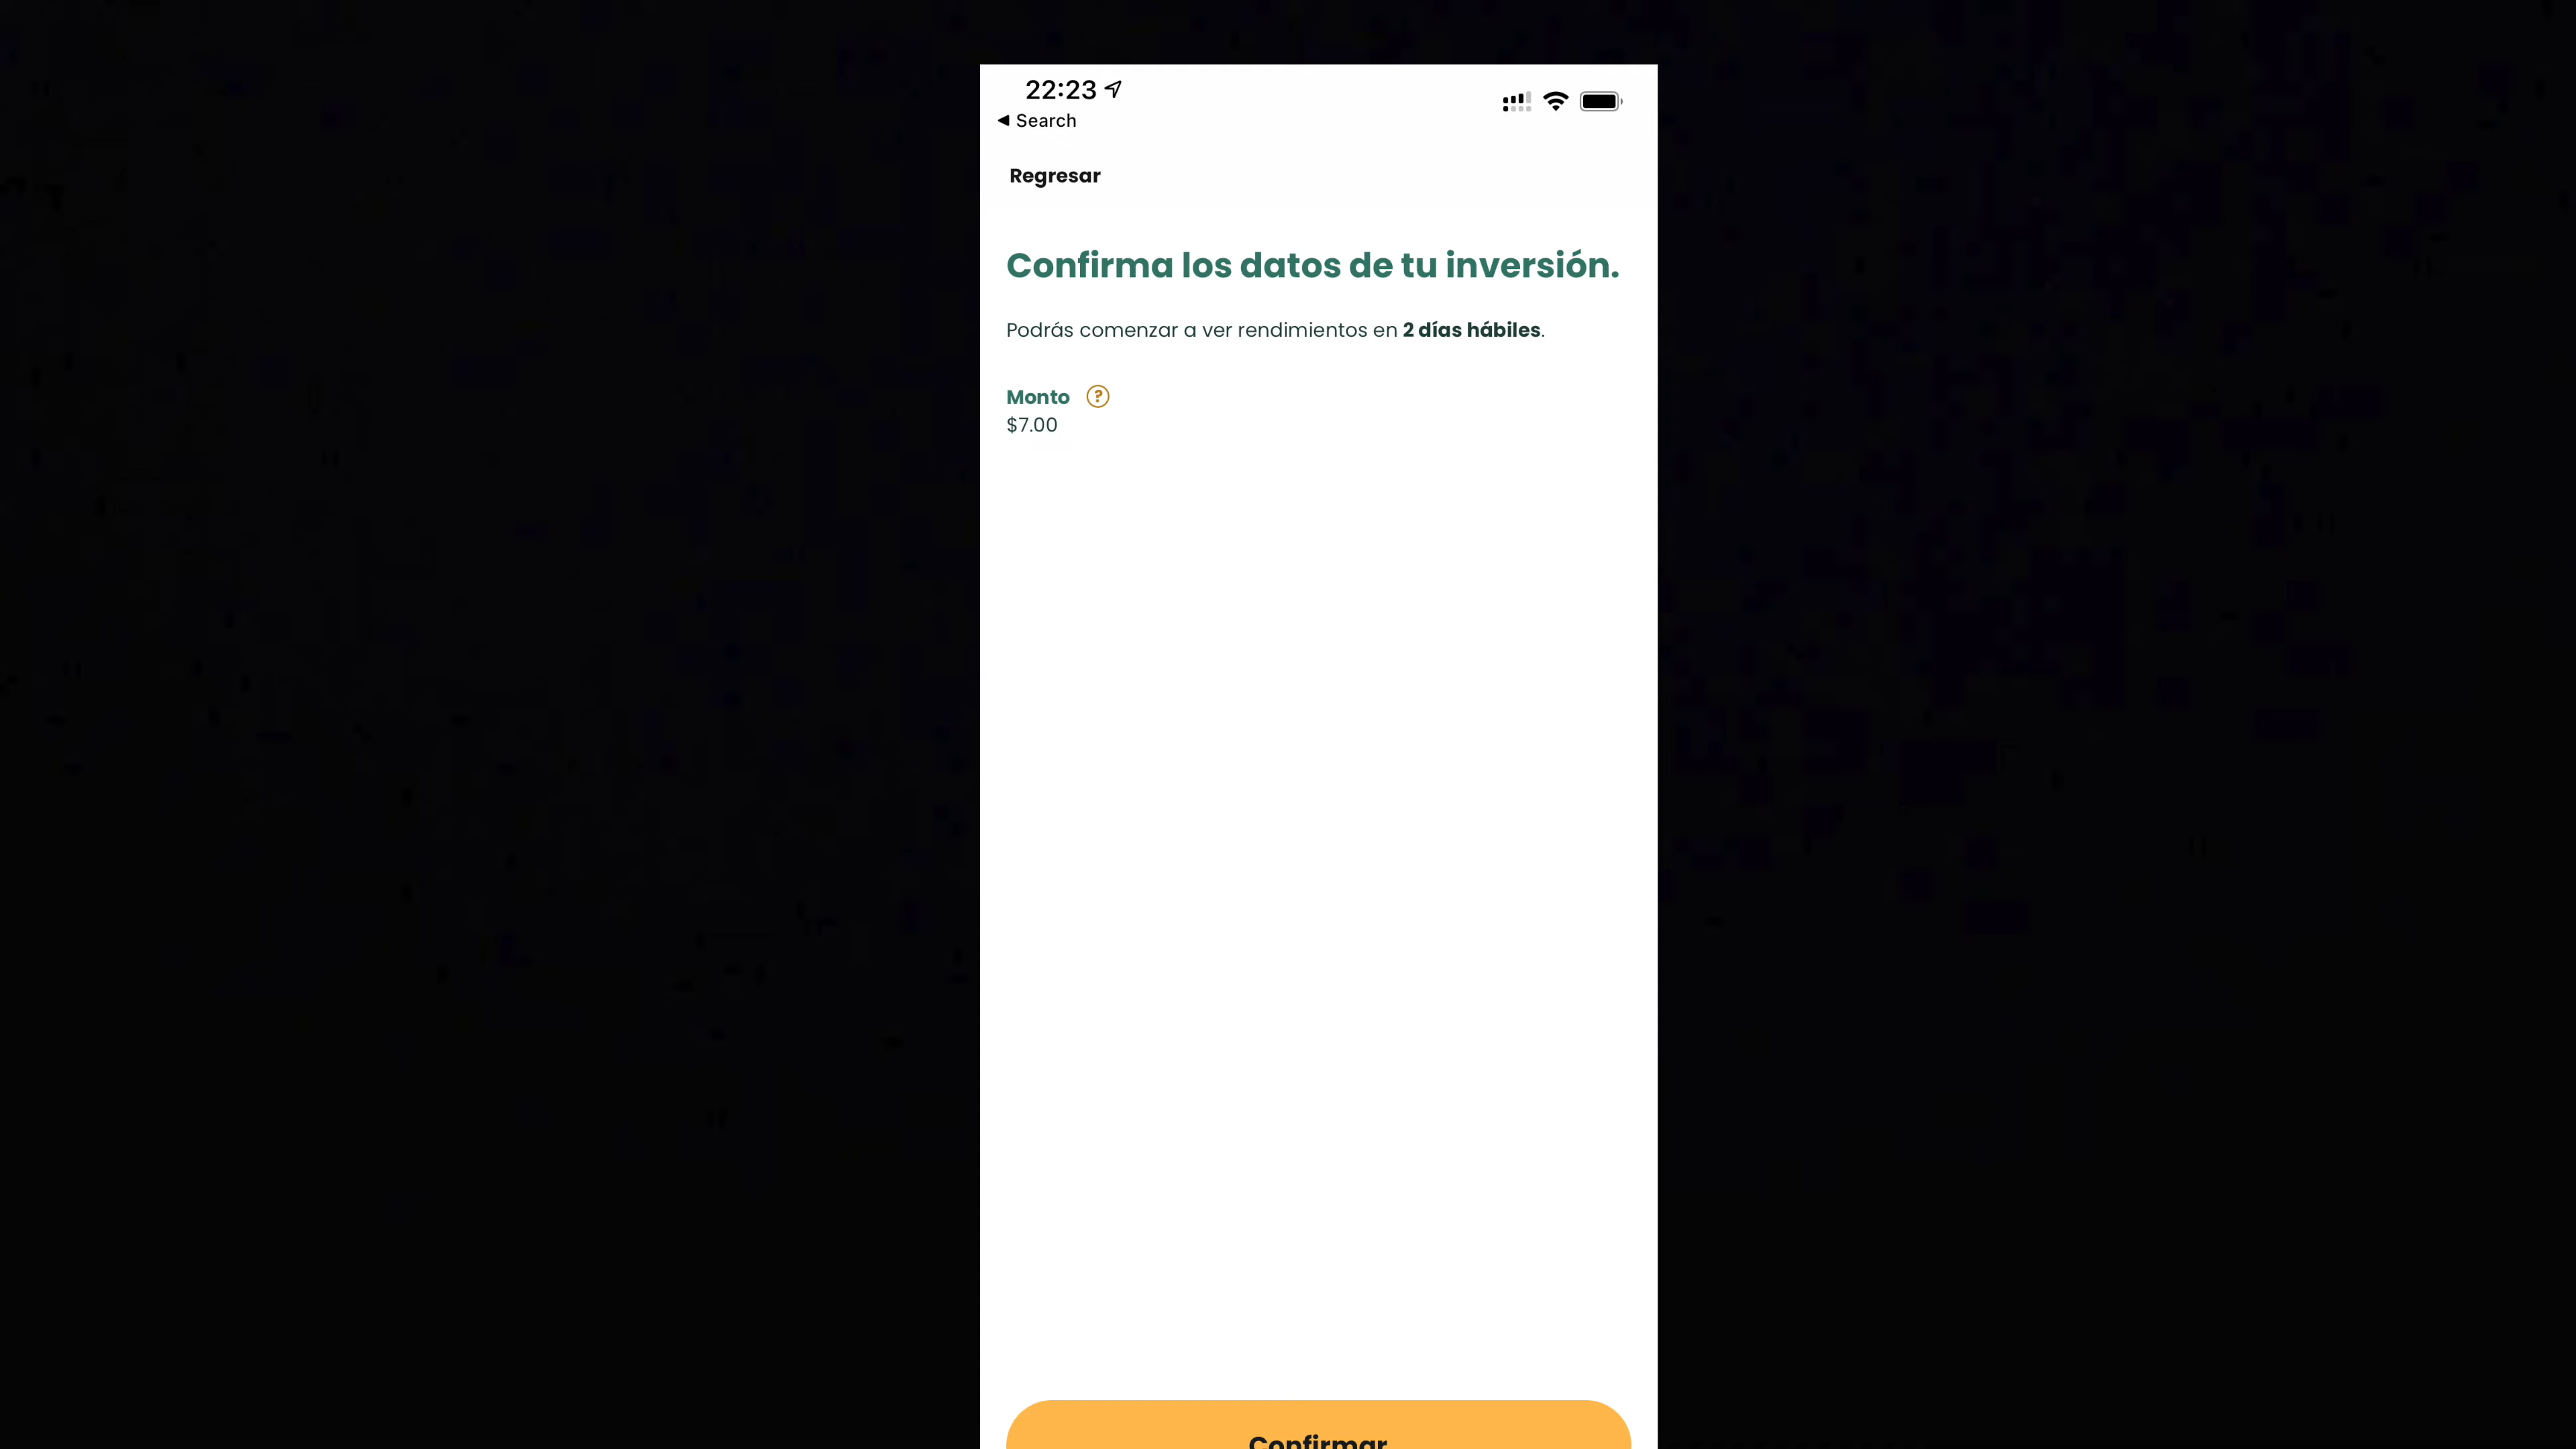 22:23
◀ Search
Regresar
Confirma los datos de tu inversión.
Podrás comenzar a ver rendimientos en 2 días hábiles.
Monto ?
$7.00
Confirmar